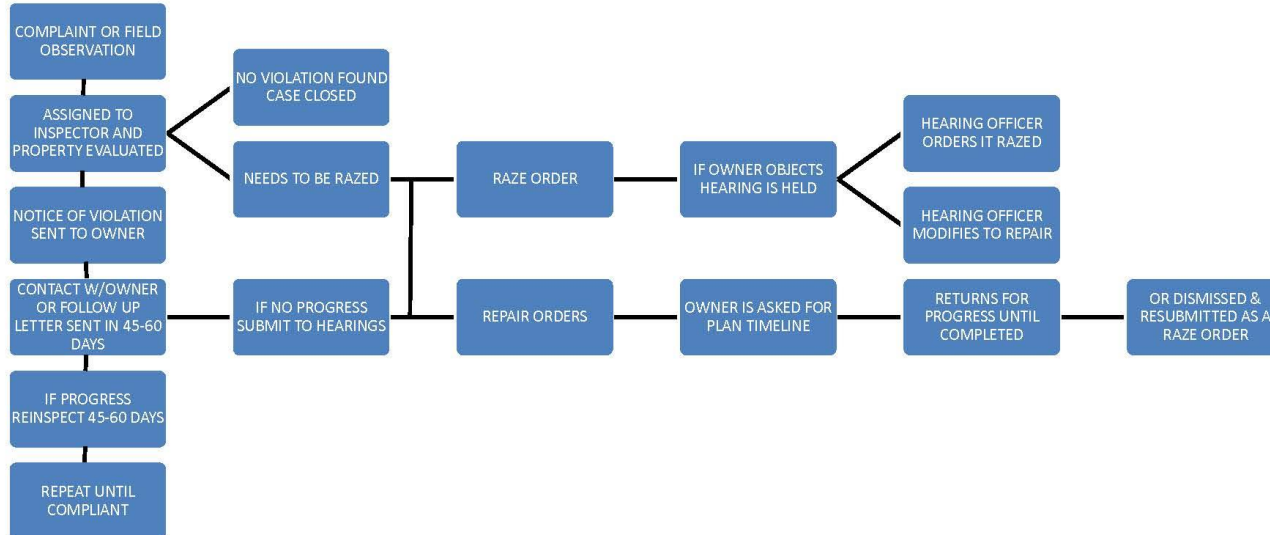 COMPLAINT OR FIELD
OBSERVATION
ASSIGNED TO
INSPECTOR AND
PROPERTY EVALUATED
NOTICE OF VIOLATION
SENT TO OWNER
CONTACT W/OWNER
OR FOLLOW UP
LETTER SENT IN 45-60
DAYS
IF PROGRESS
REINSPECT 45-60 DAYS
REPEAT UNTIL
COMPLIANT
NO VIOLATION FOUND
CASE CLOSED
NEEDS TO BE RAZED
IF NO PROGRESS
SUBMIT TO HEARINGS
RAZE ORDER
REPAIR ORDERS
IF OWNER OBJECTS
HEARING IS HELD
OWNER IS ASKED FOR
PLAN TIMELINE
HEARING OFFICER
ORDERS IT RAZED
HEARING OFFICER
MODIFIES TO REPAIR
RETURNS FOR
PROGRESS UNTIL
COMPLETED
OR DISMISSED &
RESUBMITTED AS A
RAZE ORDER